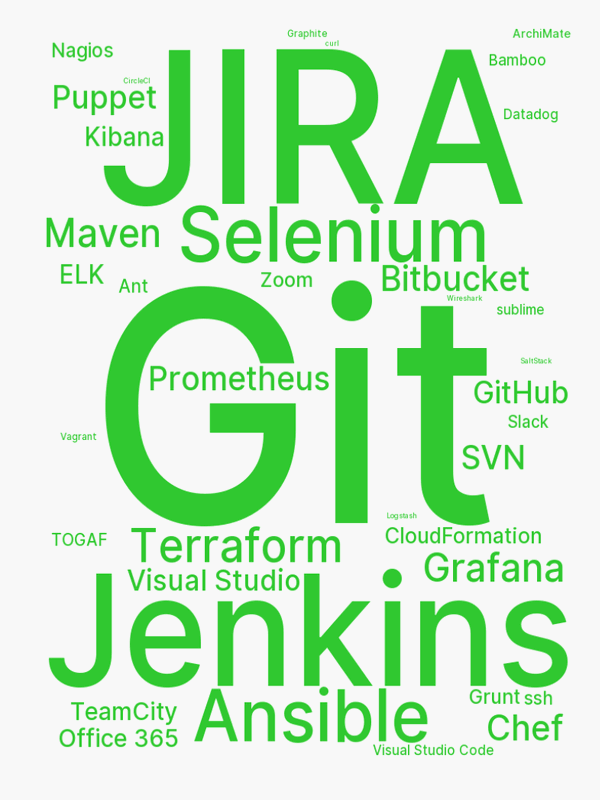 Graphite
ArchiMate
curl
Nagios
JIRA
Bamboo
CircleCI
Puppet
Datadog
Kibana
Maven
Selenium
ELK
Ant
Zoom
Bitbucket
Wireshark
sublime
Git
SaltStack
Prometheus
GitHub
Slack
Vagrant
SVN
Logstash
TOGAF
Terraform
CloudFormation
Grafana
Visual Studio
Jenkins
Grunt
ssh
TeamCity
Ansible
Chef
Office 365
Visual Studio Code